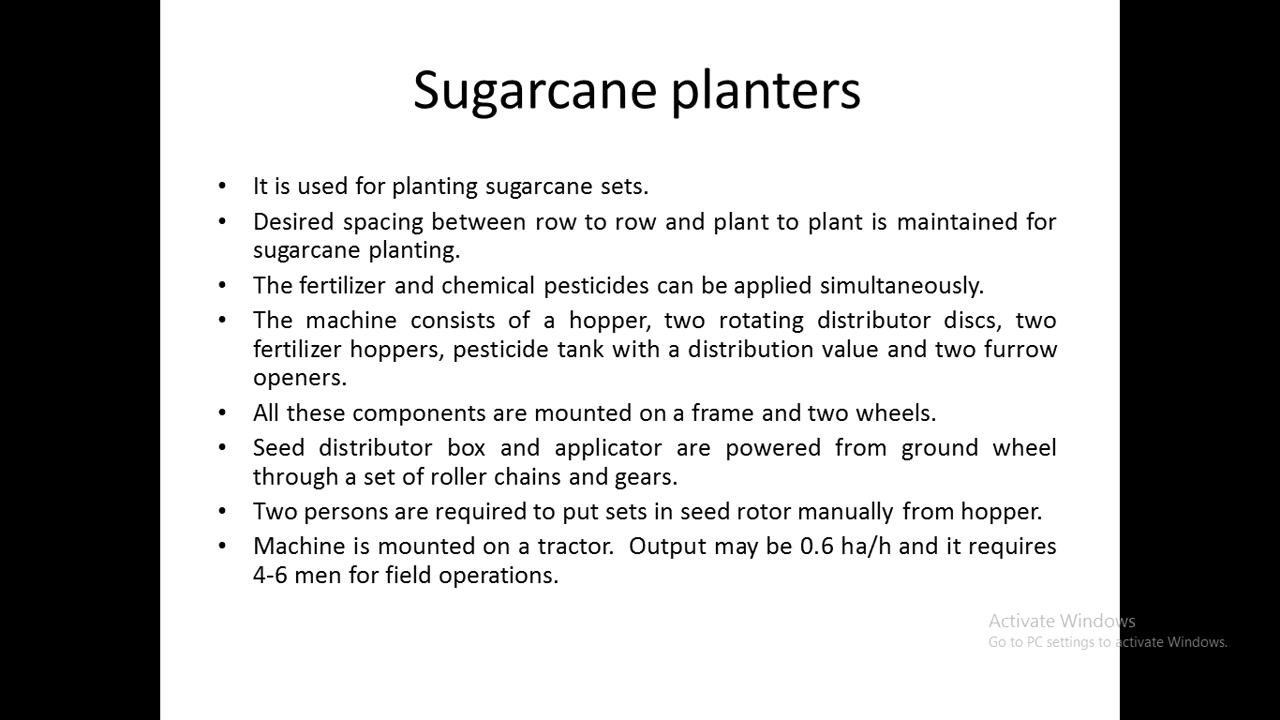 Sugarcane planters
• It is used for planting sugarcane sets.
• Desired spacing between row to row and plant to plant is maintained for
sugarcane planting.
• The fertilizer and chemical pesticides can be applied simultaneously.
• The machine consists of a hopper, two rotating distributor discs, two
fertilizer hoppers, pesticide tank with a distribution value and two furrow
openers.
• All these components are mounted on a frame and two wheels.
• Seed distributor box and applicator are powered from ground wheel
through a set of roller chains and gears.
• Two persons are required to put sets in seed rotor manually from hopper.
• Machine is mounted on a tractor.  Output may be 0.6 ha/h and it requires
4-6 men for field operations.
Activate Windows
Go to PC settings to activate Windows.